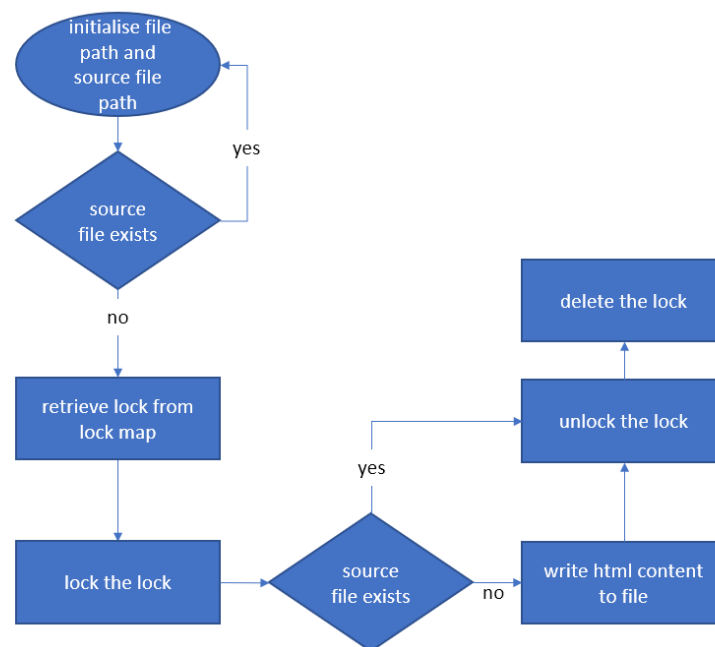 initialise file
path and
source file
path
yes
source
file exists
no
retrieve lock from
lock map
lock the lock
source
file exists
yes
no
write html content
to file
unlock the lock
delete the lock